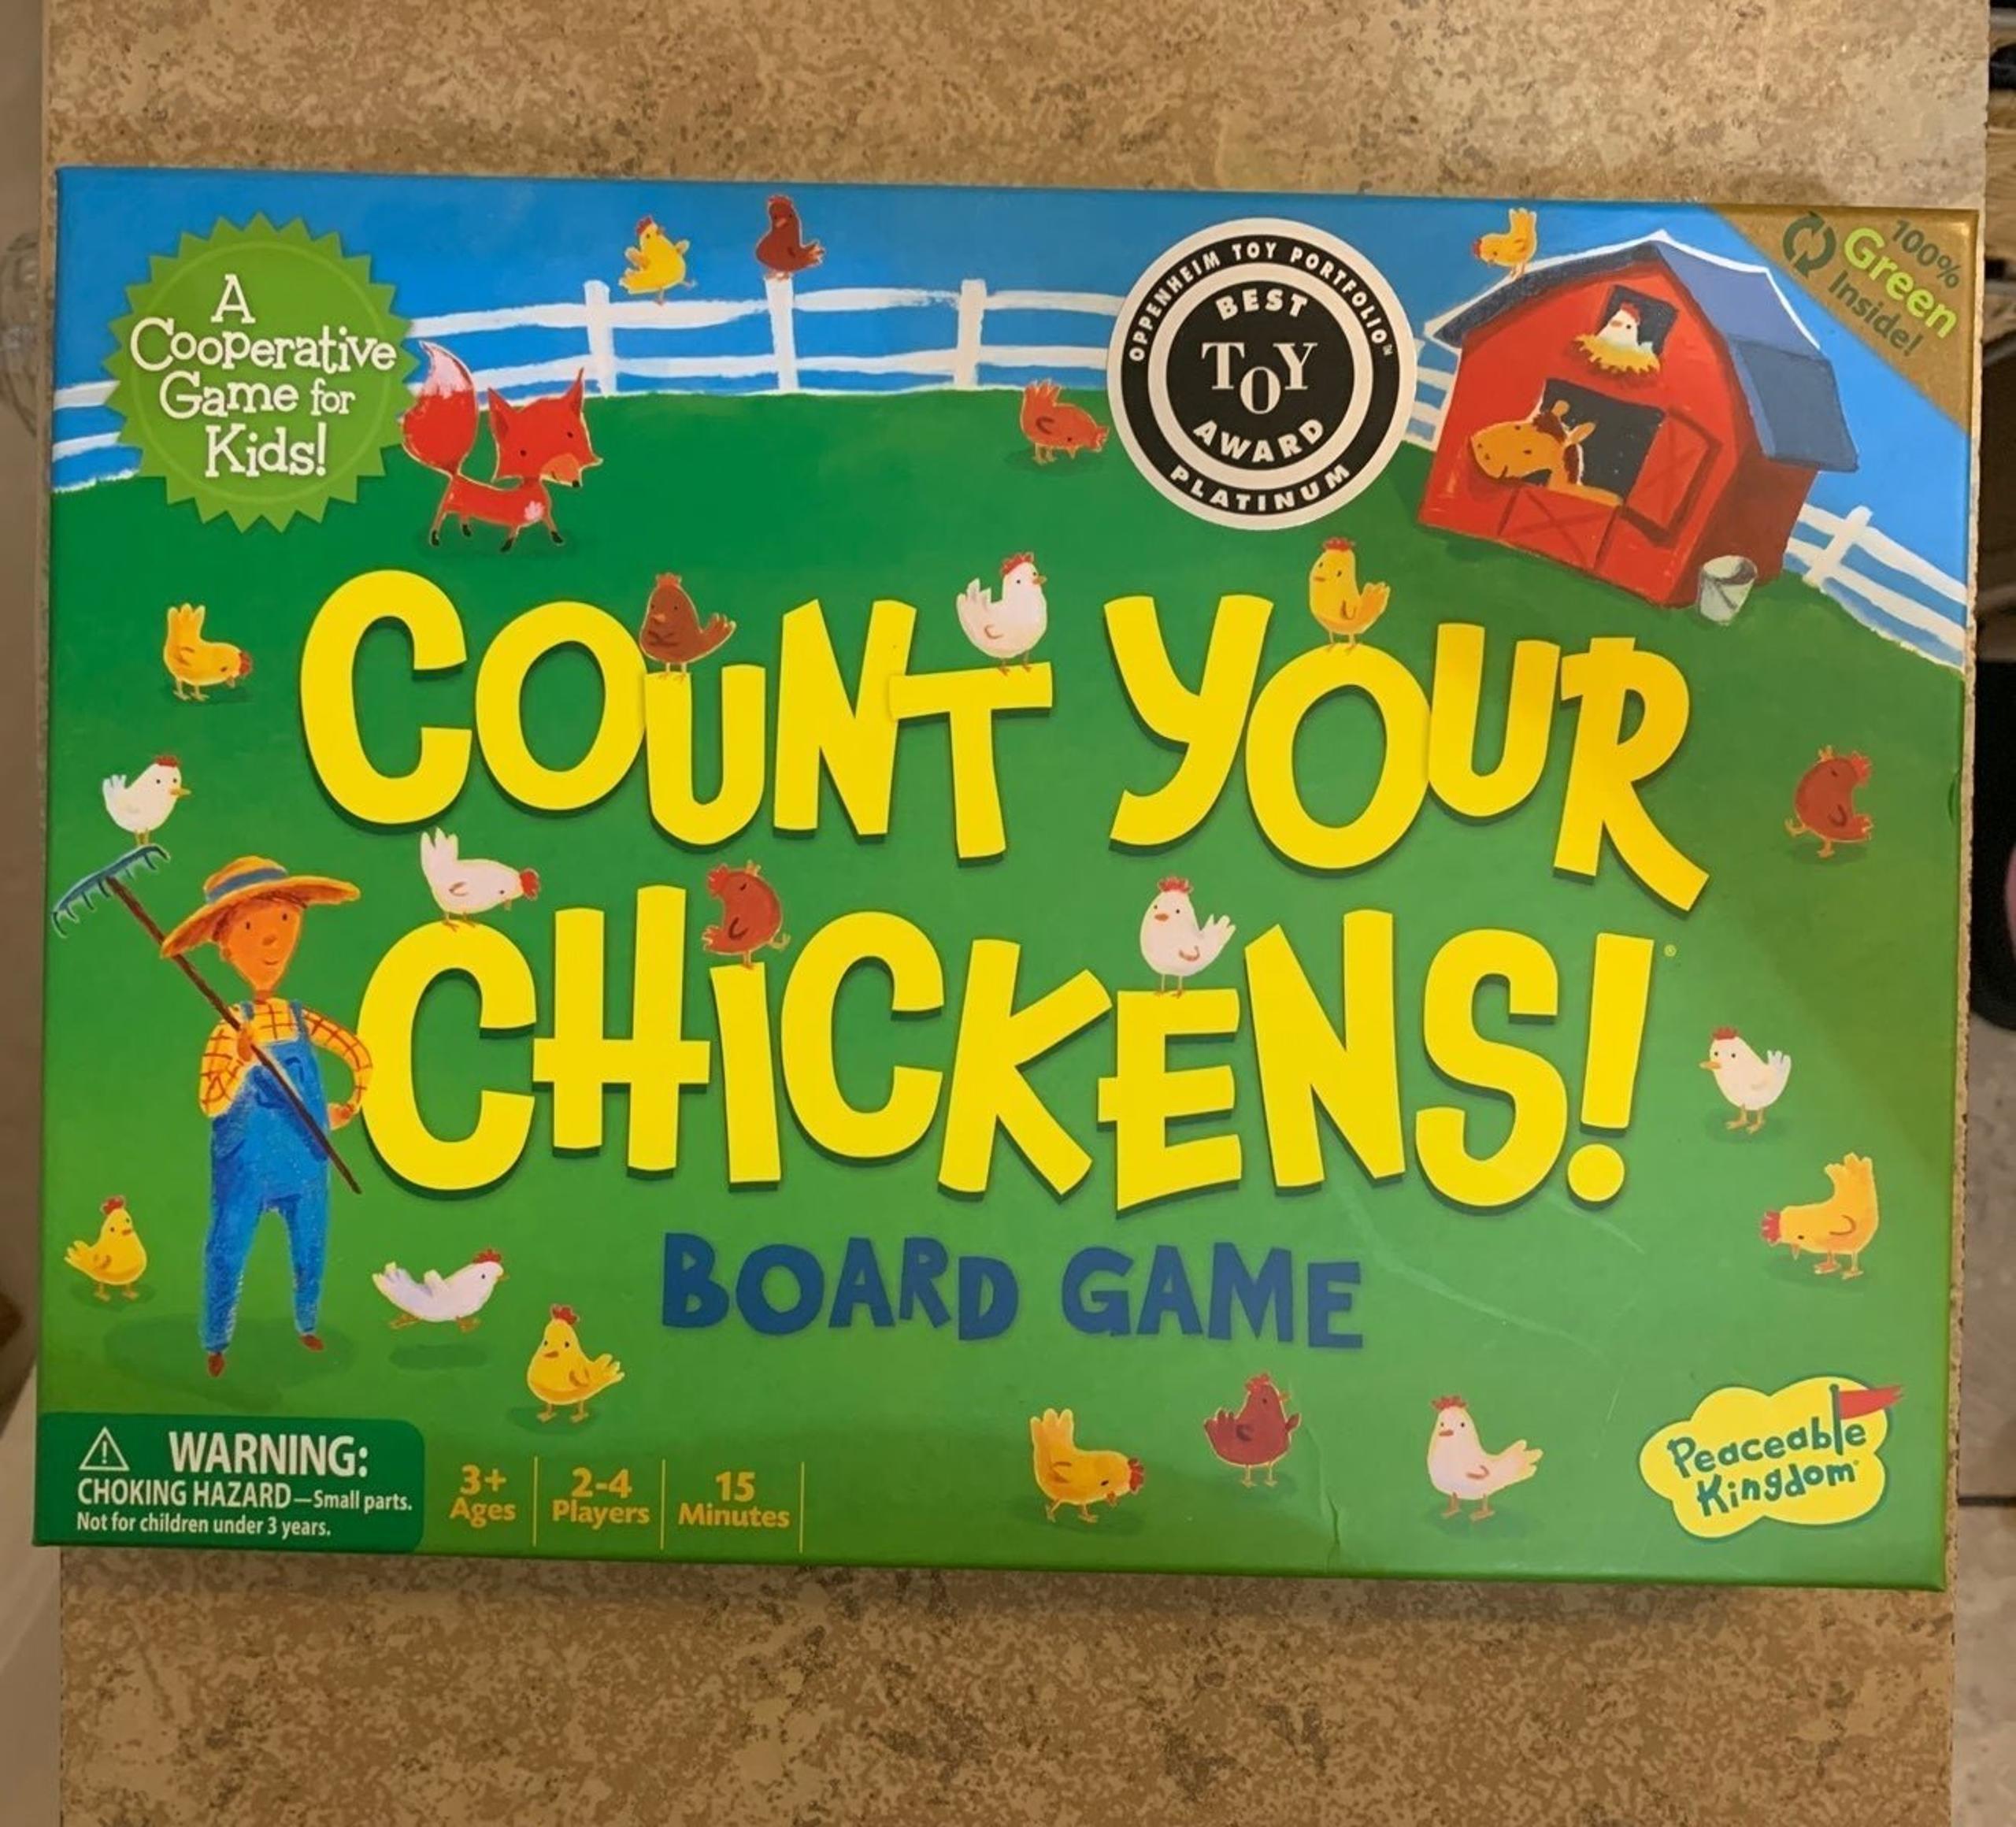 A
Cooperative
Game for
Kids!
OPPENHEIM TOY PORTFOLIO™
BEST
TOY
AWARD
PLATINUM
100%
Green
Inside!
COUNT YOUR
CHICKENS!®
BOARD GAME
WARNING:
CHOKING HAZARD—Small parts.
Not for children under 3 years.
3+
Ages
2-4
Players
15
Minutes
Peaceable
Kingdom®